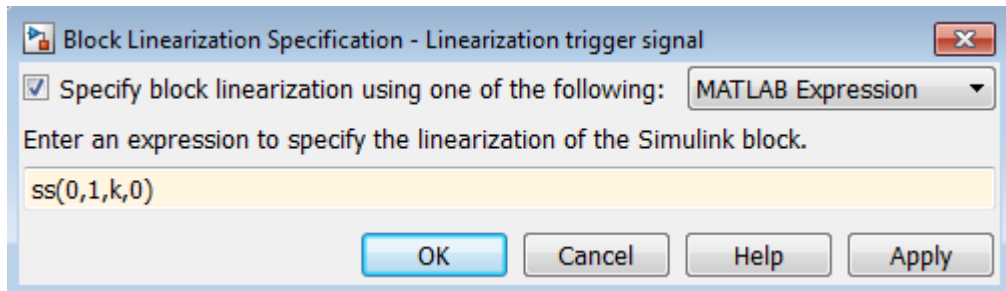 Block Linearization Specification - Linearization trigger signal
Specify block linearization using one of the following: MATLAB Expression
Enter an expression to specify the linearization of the Simulink block.
ss(0,1,k,0)
OK Cancel Help Apply